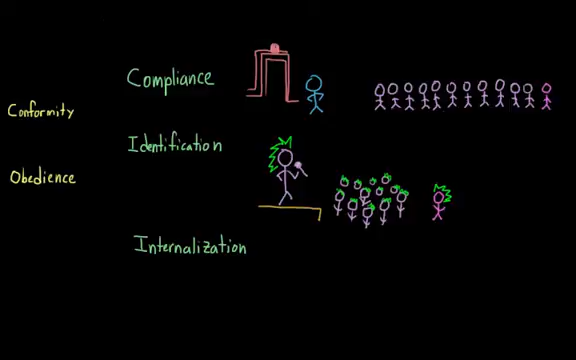 Compliance
Conformity
Identification
Obedience
Internalization